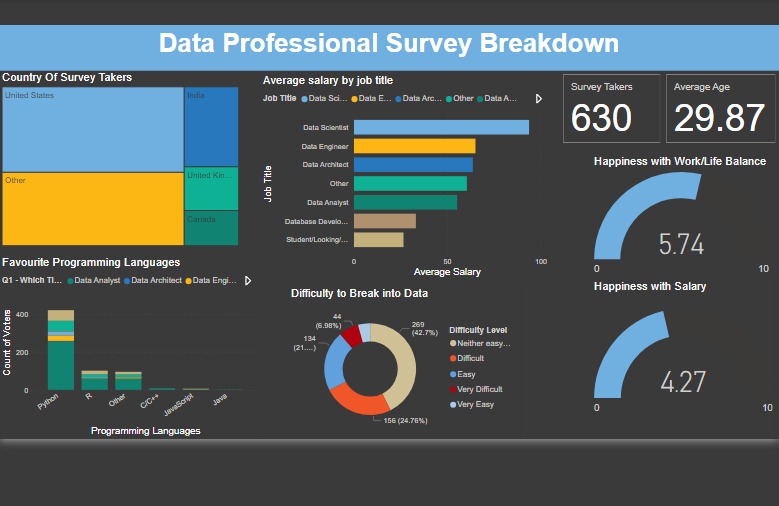 Data Professional Survey Breakdown
Country Of Survey Takers
United States
India
Other
United Kin...
Canada
Average salary by job title
Job Title Data Sci... Data E... Data Arc... Other Data A...
Job Title
Data Scientist
Data Engineer
Data Architect
Other
Data Analyst
Database Develo...
Student/Looking/...
0 50 100
Average Salary
Survey Takers
630
Average Age
29.87
Happiness with Work/Life Balance
5.74
0 10
Happiness with Salary
4.27
0 10
Favourite Programming Languages
Q1 - Which Ti... Data Analyst Data Architect Data Engi...
Count of Voters
400
200
0
Python
R
Other
C/C++
JavaScript
Java
Programming Languages
Difficulty to Break into Data
44
(6.98%)
134
(21....)
269
(42.7%)
156 (24.76%)
Difficulty Level
Neither easy...
Difficult
Easy
Very Difficult
Very Easy